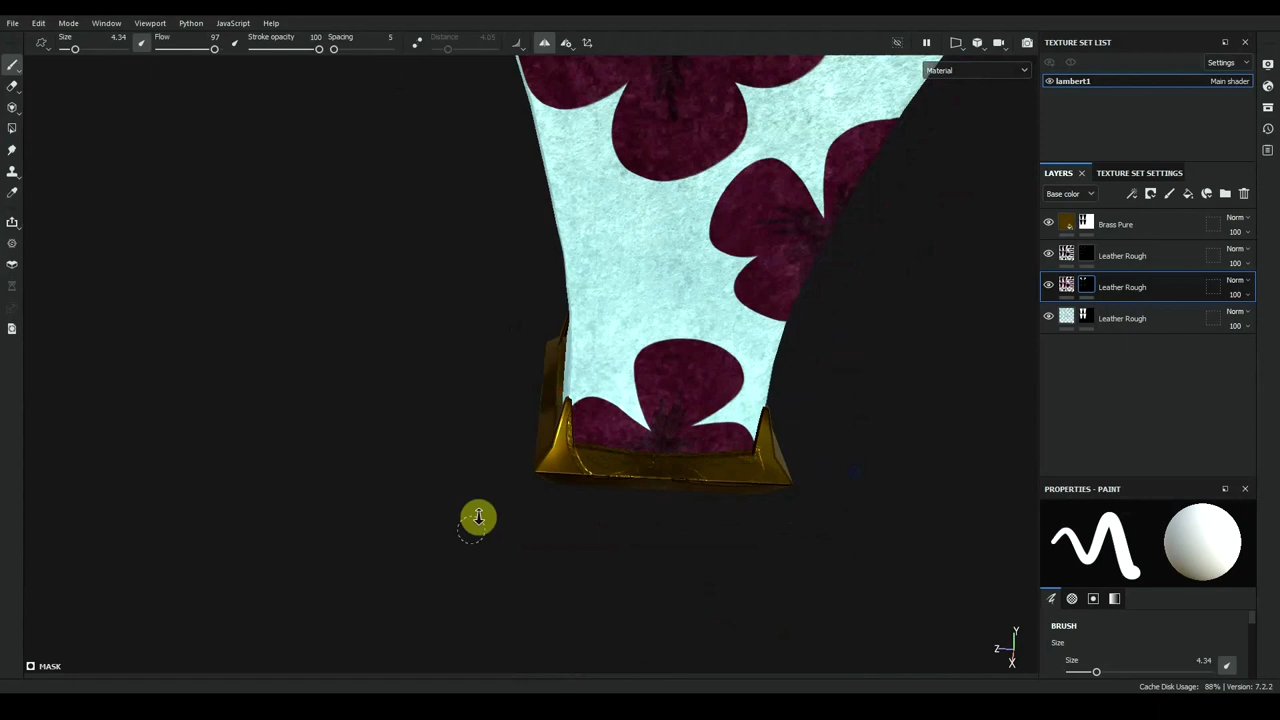 File Edit Mode Window Viewport Python JavaScript Help
Size 4.34 Flow 97 Stroke opacity 100 Spacing 5 Distance 4.05
Material
TEXTURE SET LIST
Settings
lambert1 Main shader
LAYERS TEXTURE SET SETTINGS
Base color
Brass Pure Norm 100
Leather Rough Norm 100
Leather Rough Norm 100
Leather Rough Norm 100
PROPERTIES - PAINT
BRUSH
Size
Size 4.34
Y
Z
X
MASK
Cache Disk Usage: 88% | Version: 7.2.2